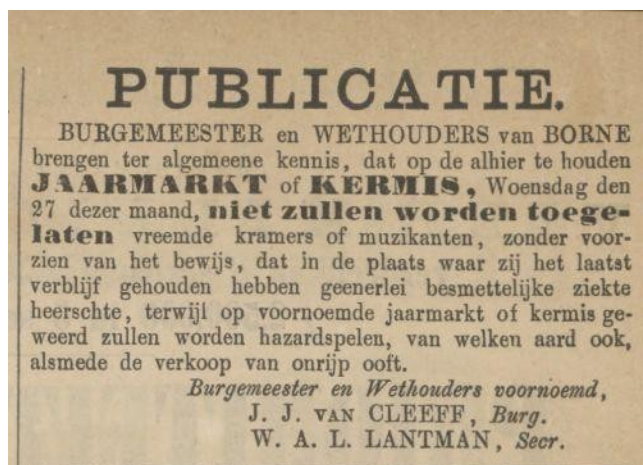 PUBLICATIE.
BURGEMEESTER en WETHOUDERS van BORNE
brengen ter algemeene kennis, dat op de alhier te houden
JAARMARKT of KERMIS, Woensdag den
27 dezer maand, niet zullen worden toege-
laten vreemde kramers of muzikanten, zonder voor-
zien van het bewijs, dat in de plaats waar zij het laatst
verblijf gehouden hebben geenerlei besmettelijke ziekte
heerschte, terwijl op voornoemde jaarmarkt of kermis ge-
weerd zullen worden hazardspelen, van welken aard ook,
alsmede de verkoop van onrijp ooft.
Burgemeester en Wethouders voornoemd,
J. J. VAN CLEEFF, Burg.
W. A. L. LANTMAN, Secr.